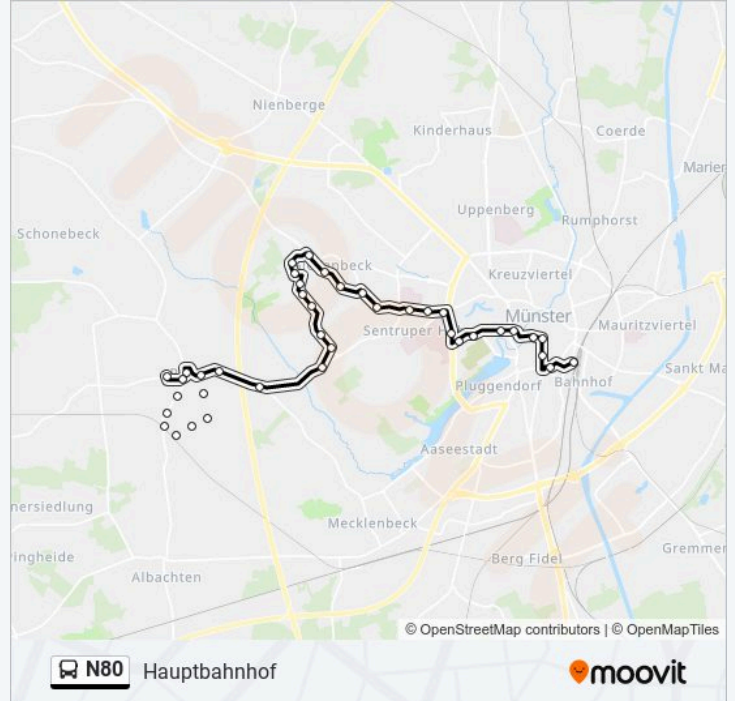 Nienberge
Kinderhaus
Coerde
Marien
Uppenberg
Rumphorst
Schonebeck
Kreuzviertel
Münster
Mauritzviertel
Sentruper H
Sankt Ma
Pluggendorf
Bahnhof
Aaseestadt
nersiedlung
Mecklenbeck
ingheide
Berg Fidel
Gremmen
Albachten
© OpenStreetMap contributors | © OpenMapTiles
N80 Hauptbahnhof
moovit